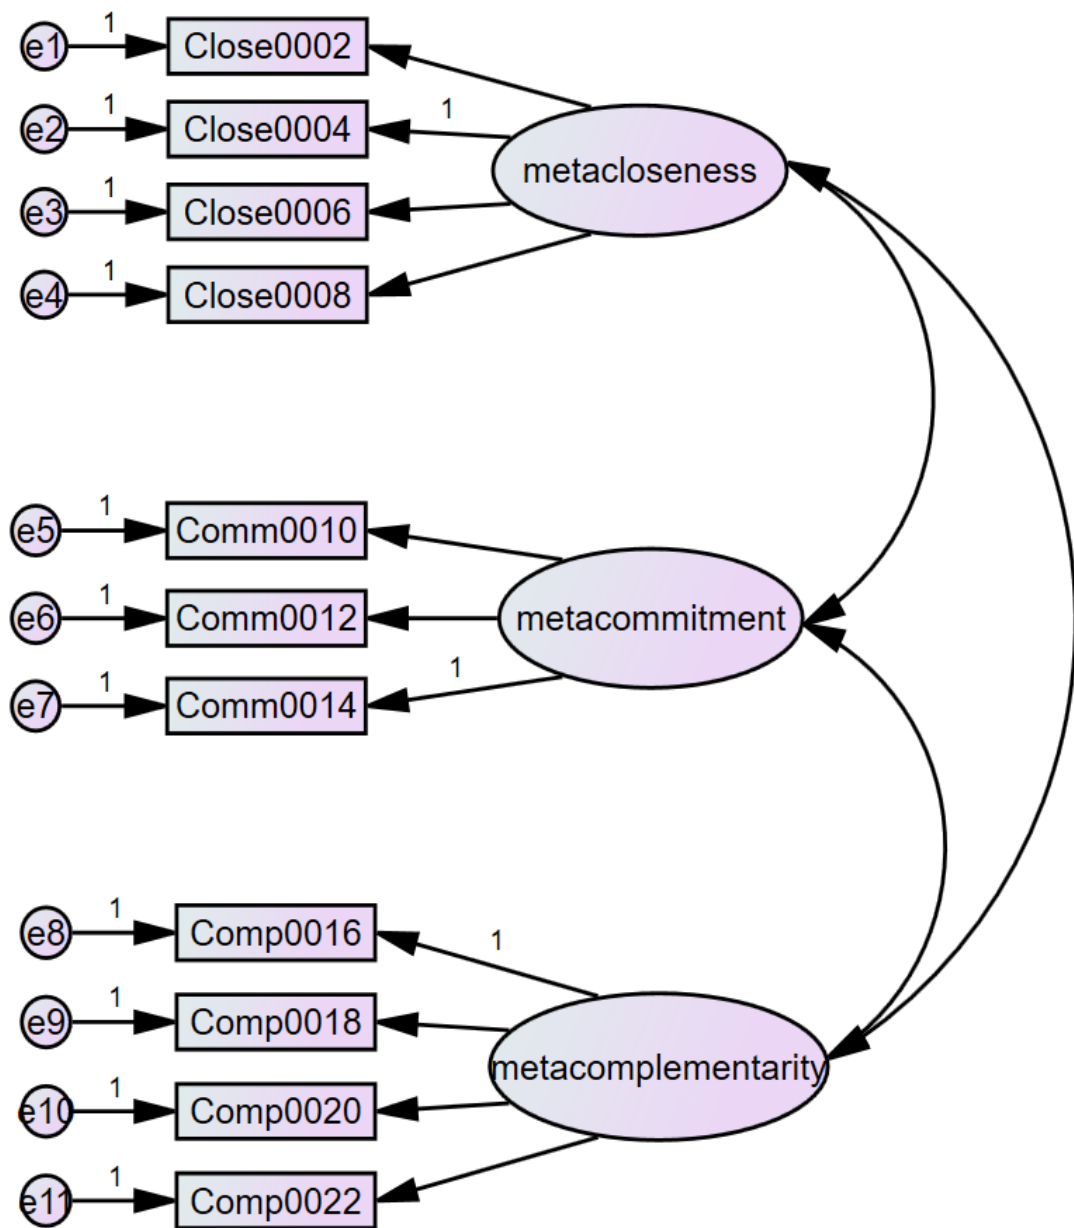 e1 1 Close0002
e2 1 Close0004 1
e3 1 Close0006
e4 1 Close0008
metacloseness
e5 1 Comm0010
e6 1 Comm0012
e7 1 Comm0014 1
metacommitment
e8 1 Comp0016 1
e9 1 Comp0018
e10 1 Comp0020
e11 1 Comp0022
metacomplementarity